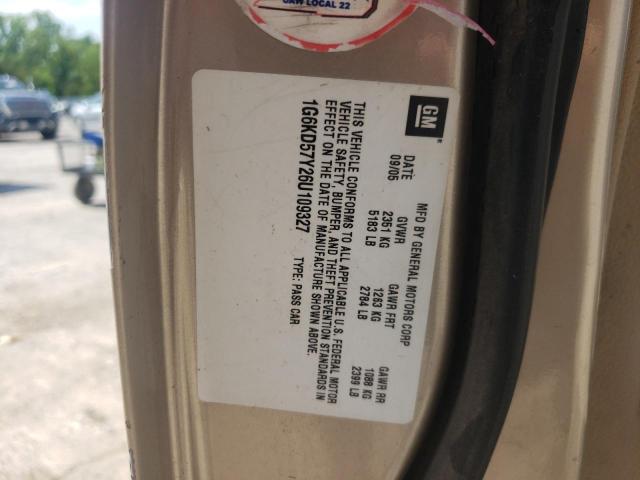 UAW LOCAL 22
GM
MFD BY GENERAL MOTORS CORP
DATE GVWR GAWR FRT GAWR RR
09/05 2351 KG 1263 KG 1088 KG
5183 LB 2784 LB 2399 LB
THIS VEHICLE CONFORMS TO ALL APPLICABLE U.S. FEDERAL MOTOR
VEHICLE SAFETY, BUMPER, AND THEFT PREVENTION STANDARDS IN
EFFECT ON THE DATE OF MANUFACTURE SHOWN ABOVE.
1G6KD57Y26U109327 TYPE: PASS CAR